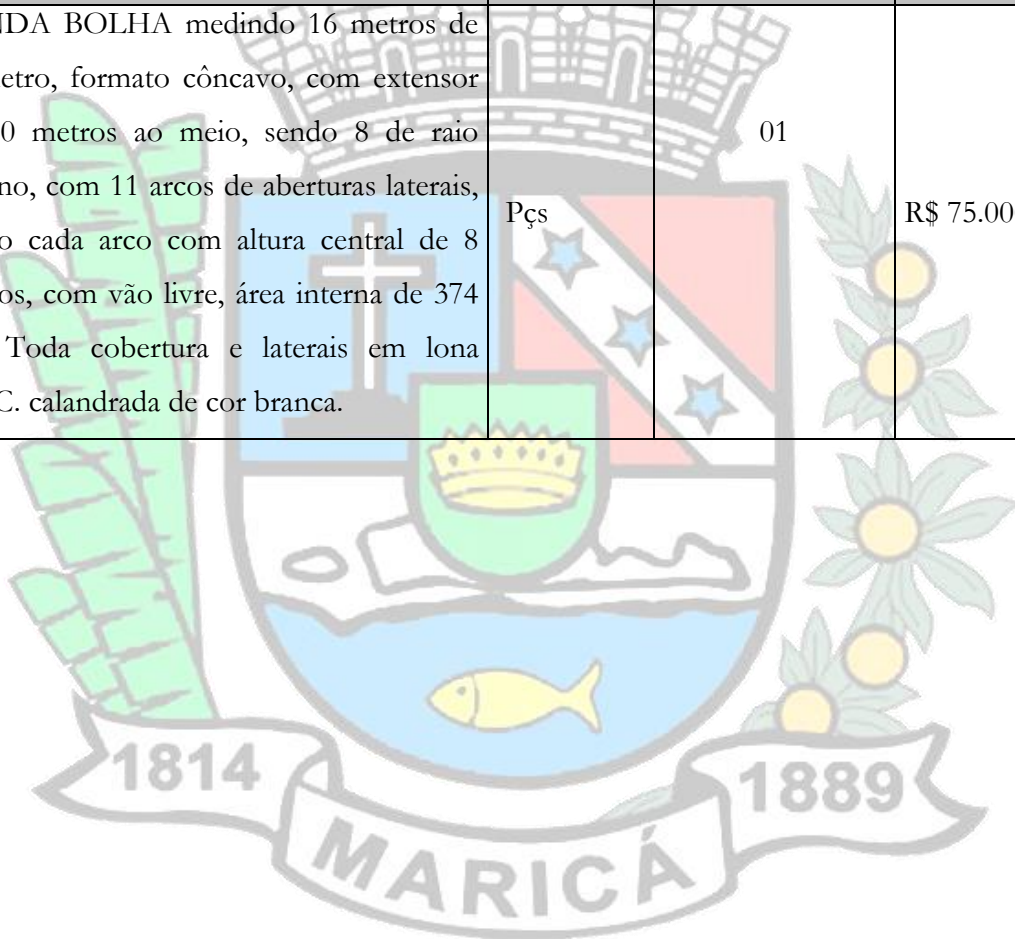 NDA BOLHA medindo 16 metros de
etro, formato côncavo, com extensor
0 metros ao meio, sendo 8 de raio
no, com 11 arcos de aberturas laterais,
o cada arco com altura central de 8
os, com vão livre, área interna de 374
Toda cobertura e laterais em lona
C. calandrada de cor branca.
Pçs
01
R$ 75.00
1814
1889
MARICÁ